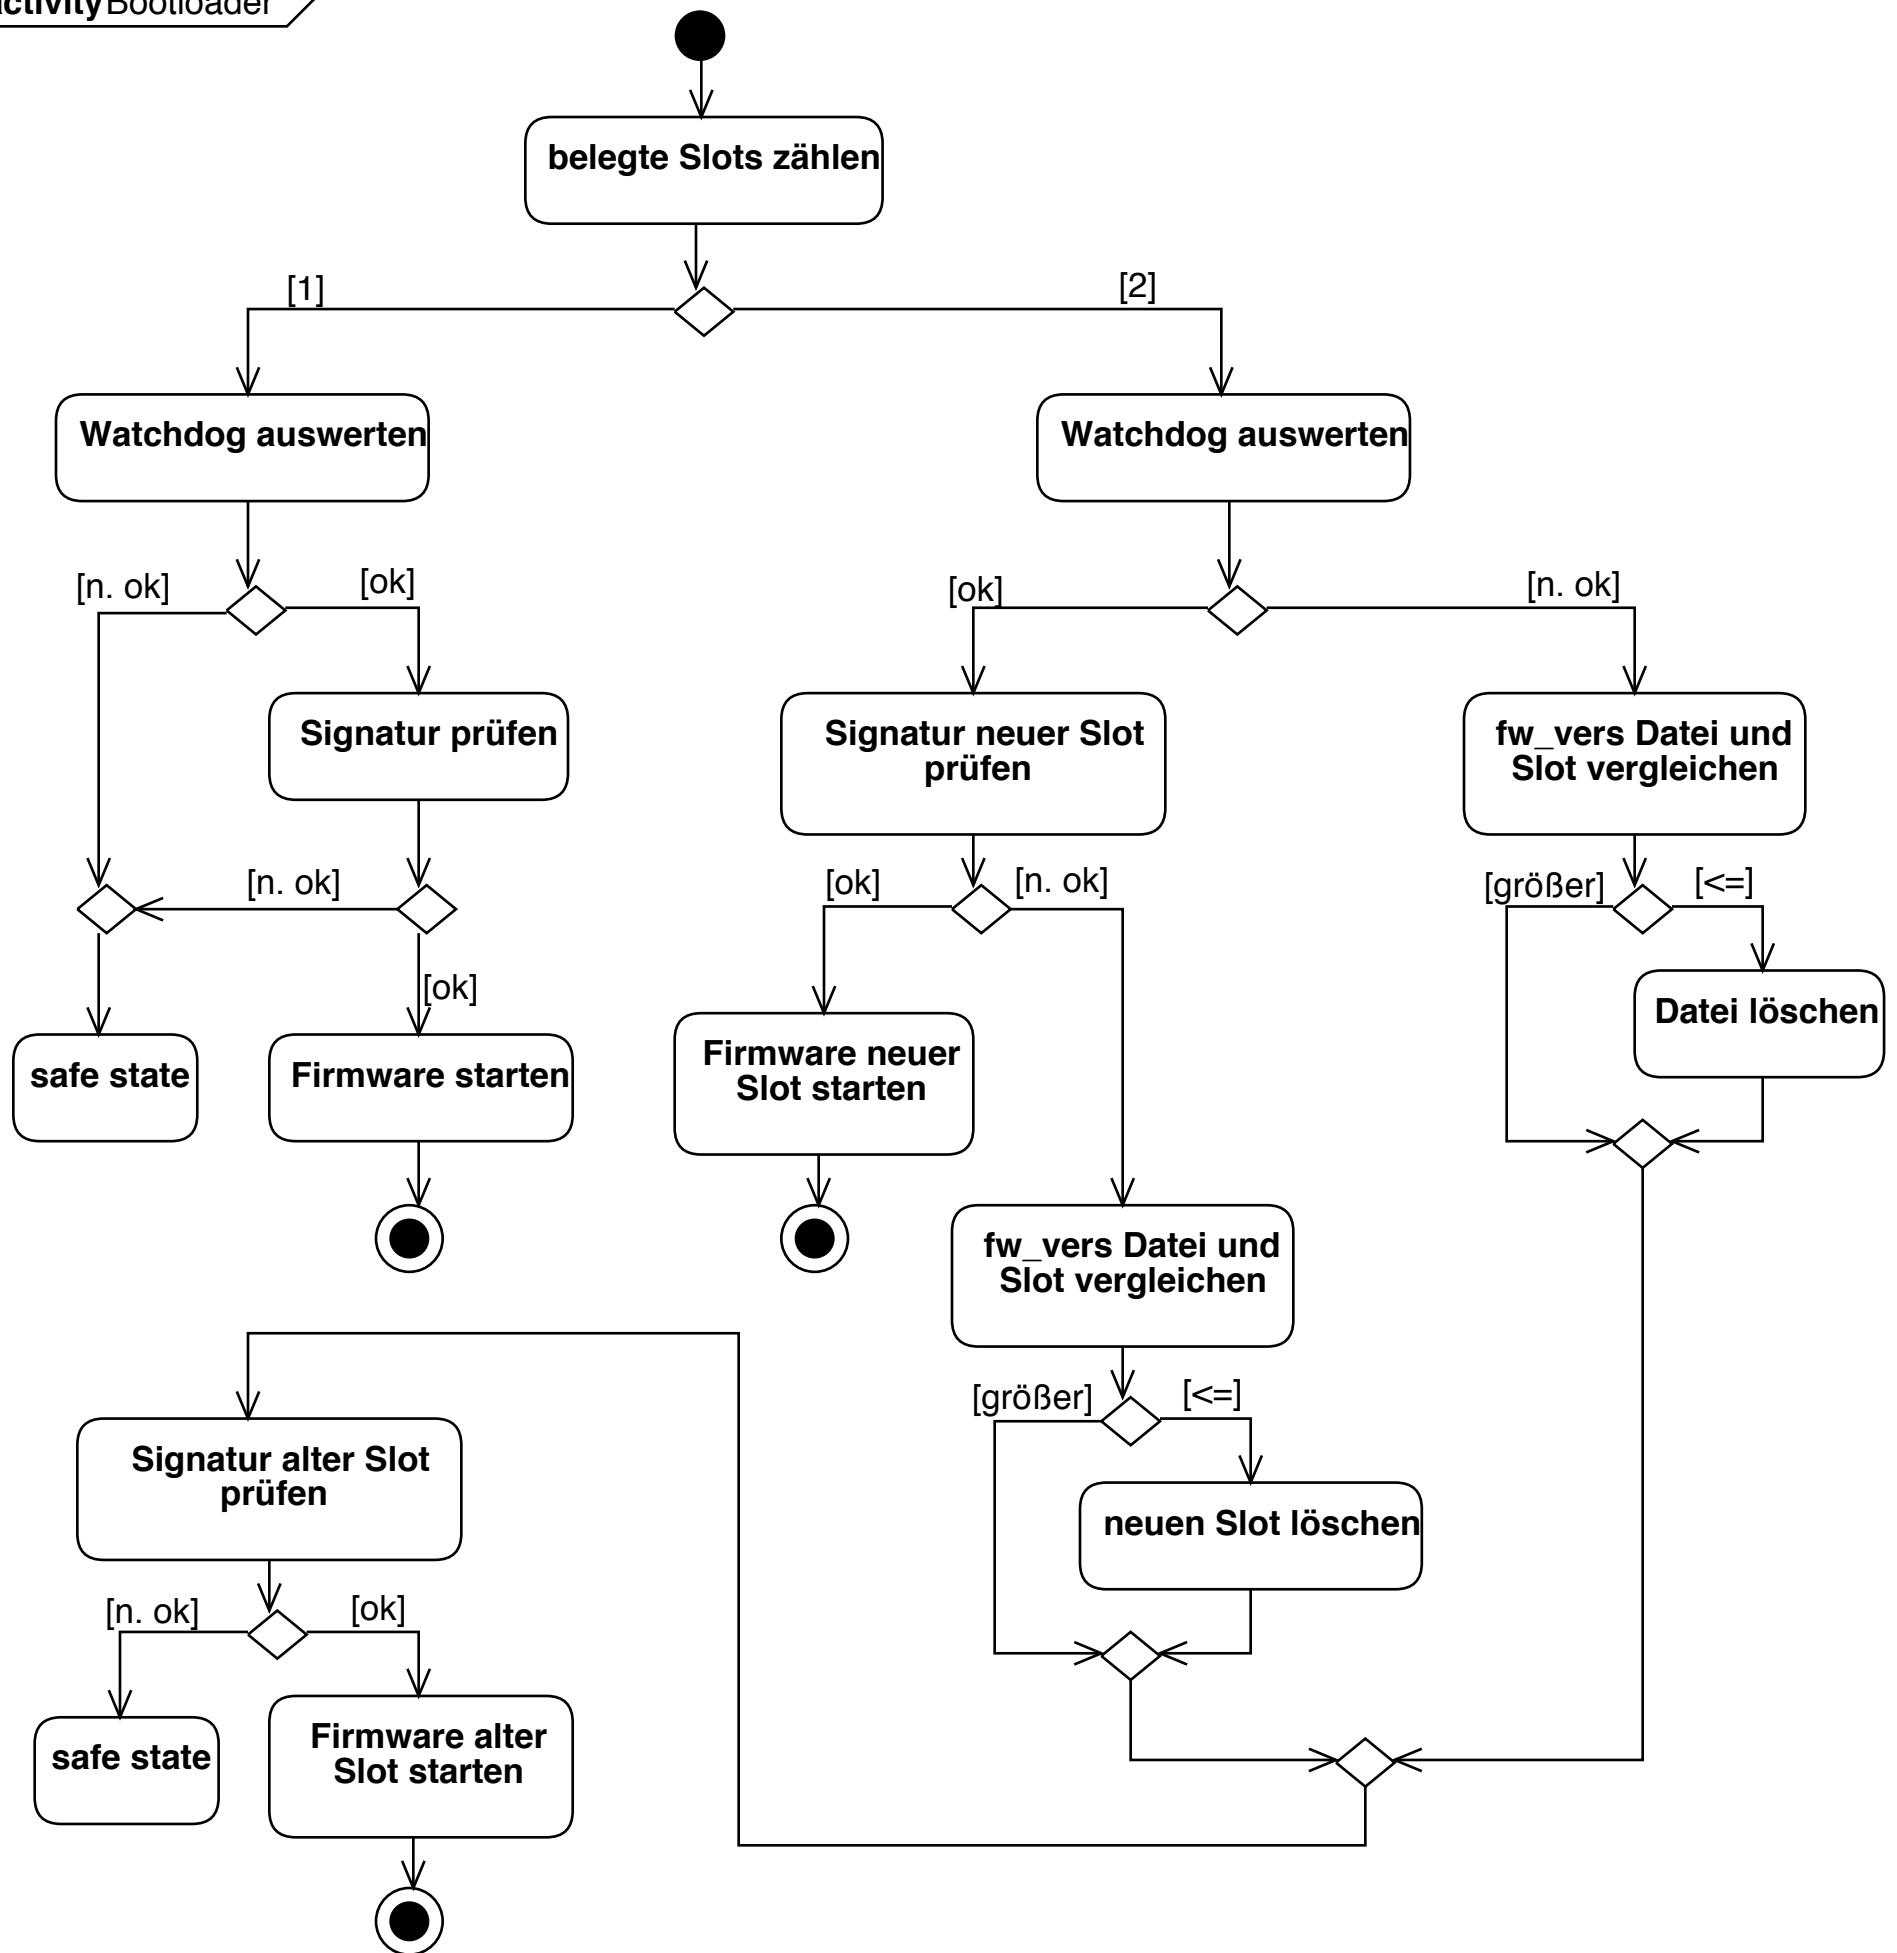 activity Bootloader
belegte Slots zählen
[1]
[2]
Watchdog auswerten
Watchdog auswerten
[n. ok]
[ok]
[ok]
[n. ok]
Signatur prüfen
Signatur neuer Slot
prüfen
fw_vers Datei und
Slot vergleichen
[n. ok]
[ok]
[n. ok]
[größer]
[<=]
[ok]
Datei löschen
safe state
Firmware starten
Firmware neuer
Slot starten
fw_vers Datei und
Slot vergleichen
[größer]
[<=]
Signatur alter Slot
prüfen
neuen Slot löschen
[n. ok]
[ok]
safe state
Firmware alter
Slot starten